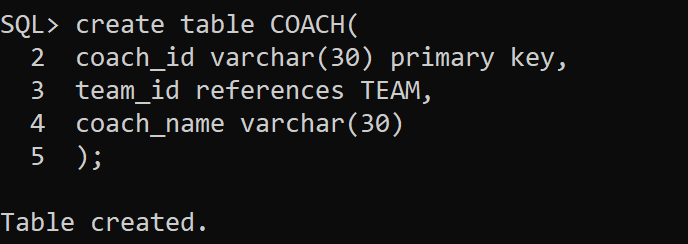 SQL> create table COACH(
  2  coach_id varchar(30) primary key,
  3  team_id references TEAM,
  4  coach_name varchar(30)
  5  );
Table created.